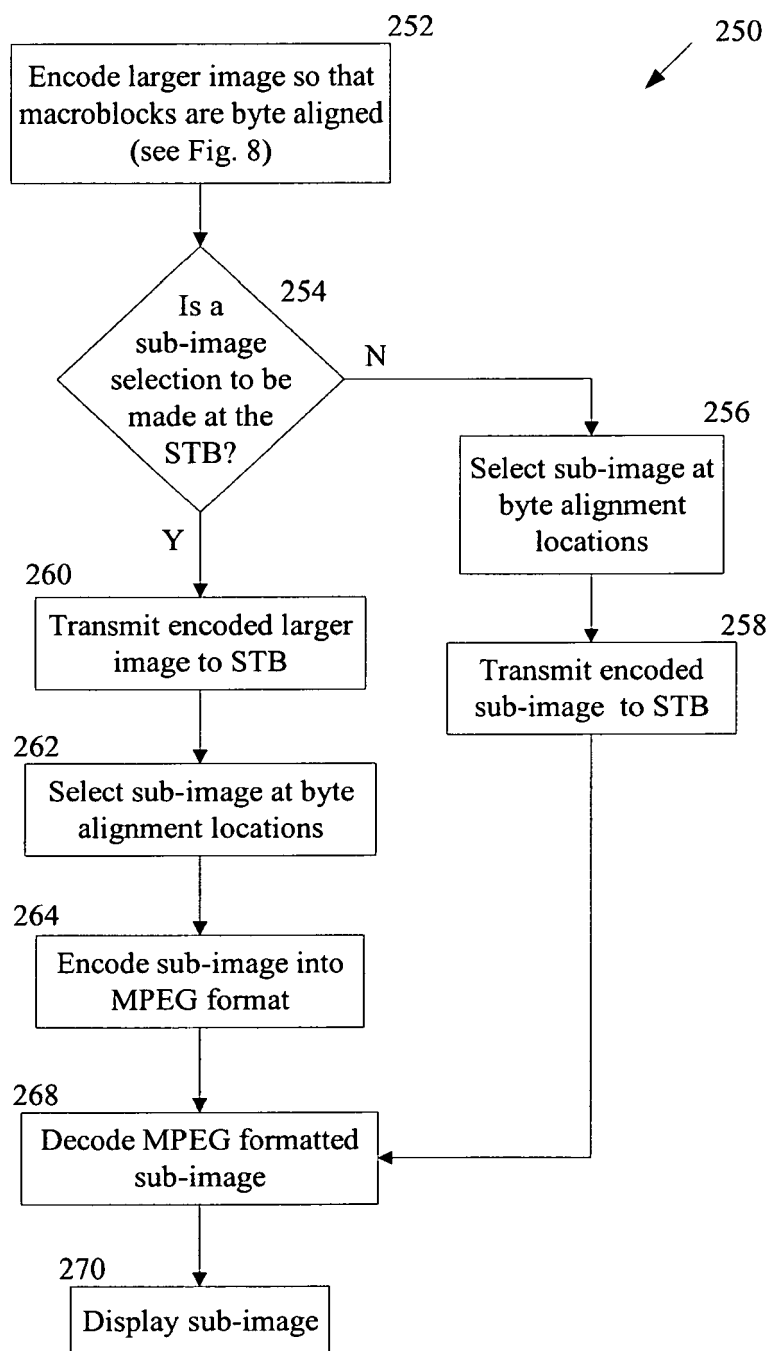 252
250
Encode larger image so that
macroblocks are byte aligned
(see Fig. 8)
254
Is a
sub-image
selection to be
made at the
STB?
N
Y
256
Select sub-image at
byte alignment
locations
260
Transmit encoded larger
image to STB
258
Transmit encoded
sub-image to STB
262
Select sub-image at byte
alignment locations
264
Encode sub-image into
MPEG format
268
Decode MPEG formatted
sub-image
270
Display sub-image